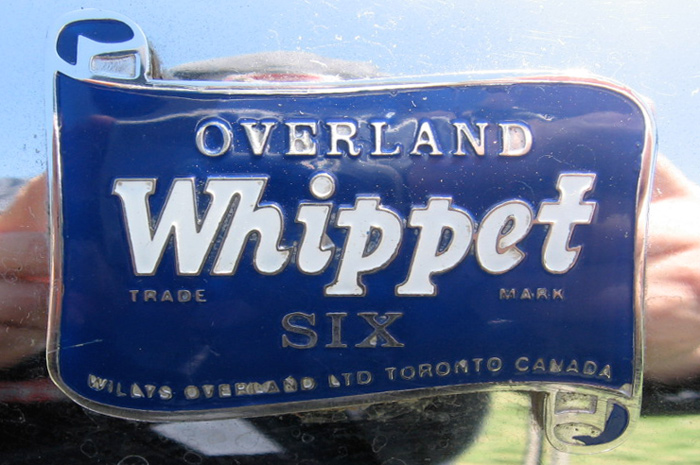 OVERLAND
Whippet
TRADE MARK
SIX
WILLYS OVERLAND LTD TORONTO CANADA